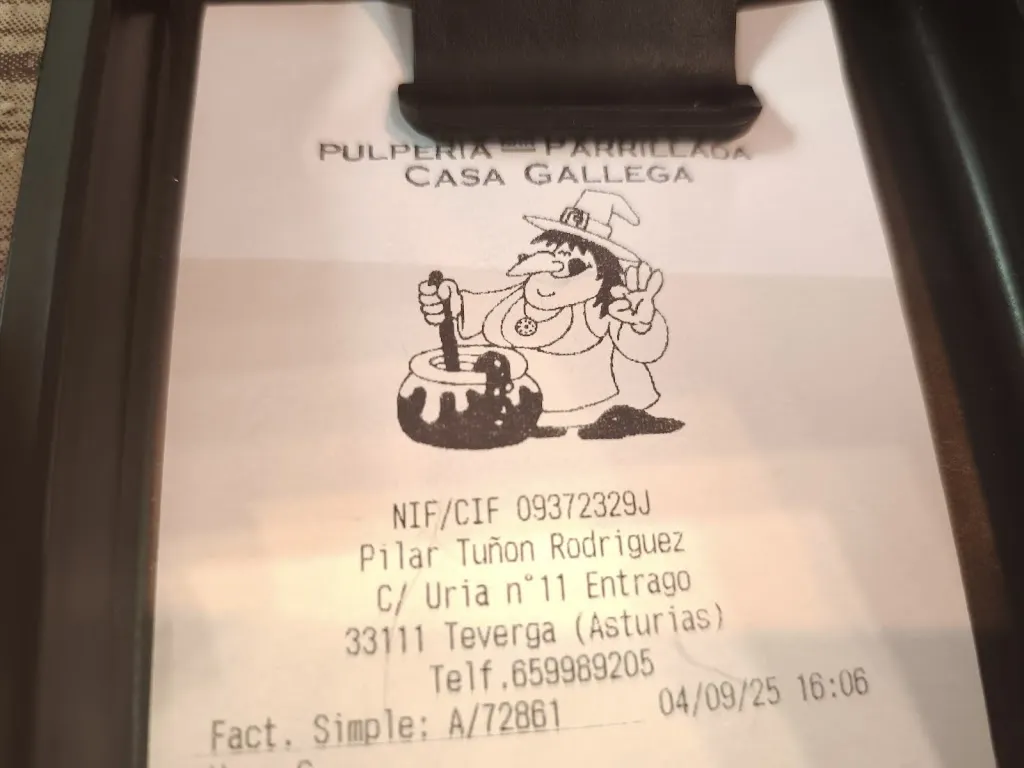 PULPERIA PARRILLADA
CASA GALLEGA
NIF/CIF 09372329J
Pilar Tuñon Rodriguez
C/ Uria n°11 Entrago
33111 Teverga (Asturias)
Telf.659989205
Fact. Simple: A/72861 04/09/25 16:06